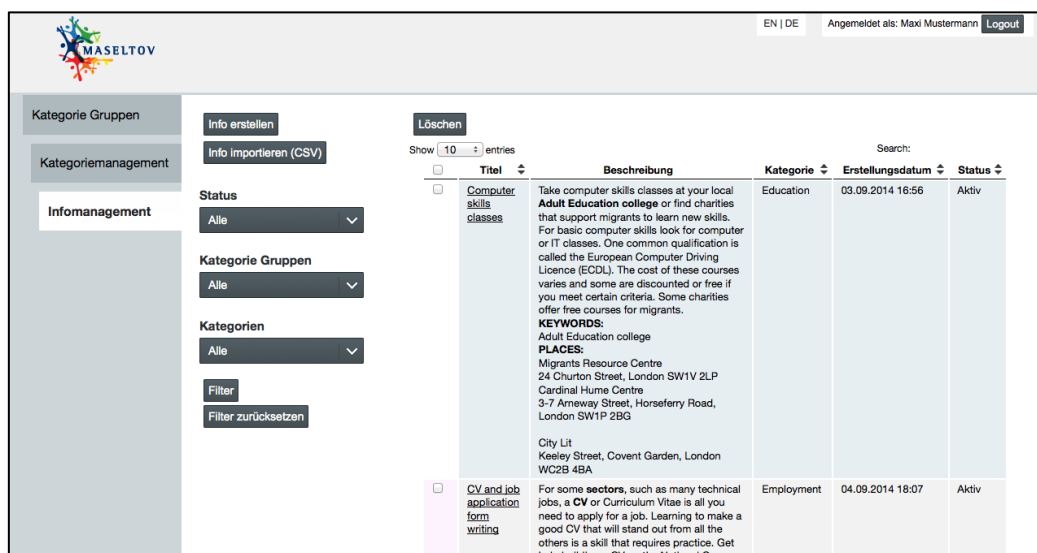 MASELTOV
EN | DE
Angemeldet als: Maxi Mustermann Logout
Kategorie Gruppen
Kategoriemanagement
Infomanagement
Info erstellen
Info importieren (CSV)
Status
Alle
Kategorie Gruppen
Alle
Kategorien
Alle
Filter
Filter zurücksetzen
Löschen
Show 10 entries
Search:
Titel Beschreibung Kategorie Erstellungsdatum Status
Computer
skills
classes
Take computer skills classes at your local
Adult Education college or find charities
that support migrants to learn new skills.
For basic computer skills look for computer
or IT classes. One common qualification is
called the European Computer Driving
Licence (ECDL). The cost of these courses
varies and some are discounted or free if
you meet certain criteria. Some charities
offer free courses for migrants.
KEYWORDS:
Adult Education college
PLACES:
Migrants Resource Centre
24 Churton Street, London SW1V 2LP
Cardinal Hume Centre
3-7 Arneway Street, Horseferry Road,
London SW1P 2BG
City Lit
Keeley Street, Covent Garden, London
WC2B 4BA
Education
03.09.2014 16:56
Aktiv
CV and job
application
form
writing
For some sectors, such as many technical
jobs, a CV or Curriculum Vitae is all you
need to apply for a job. Learning to make a
good CV that will stand out from all the
others is a skill that requires practice. Get
Employment
04.09.2014 18:07
Aktiv